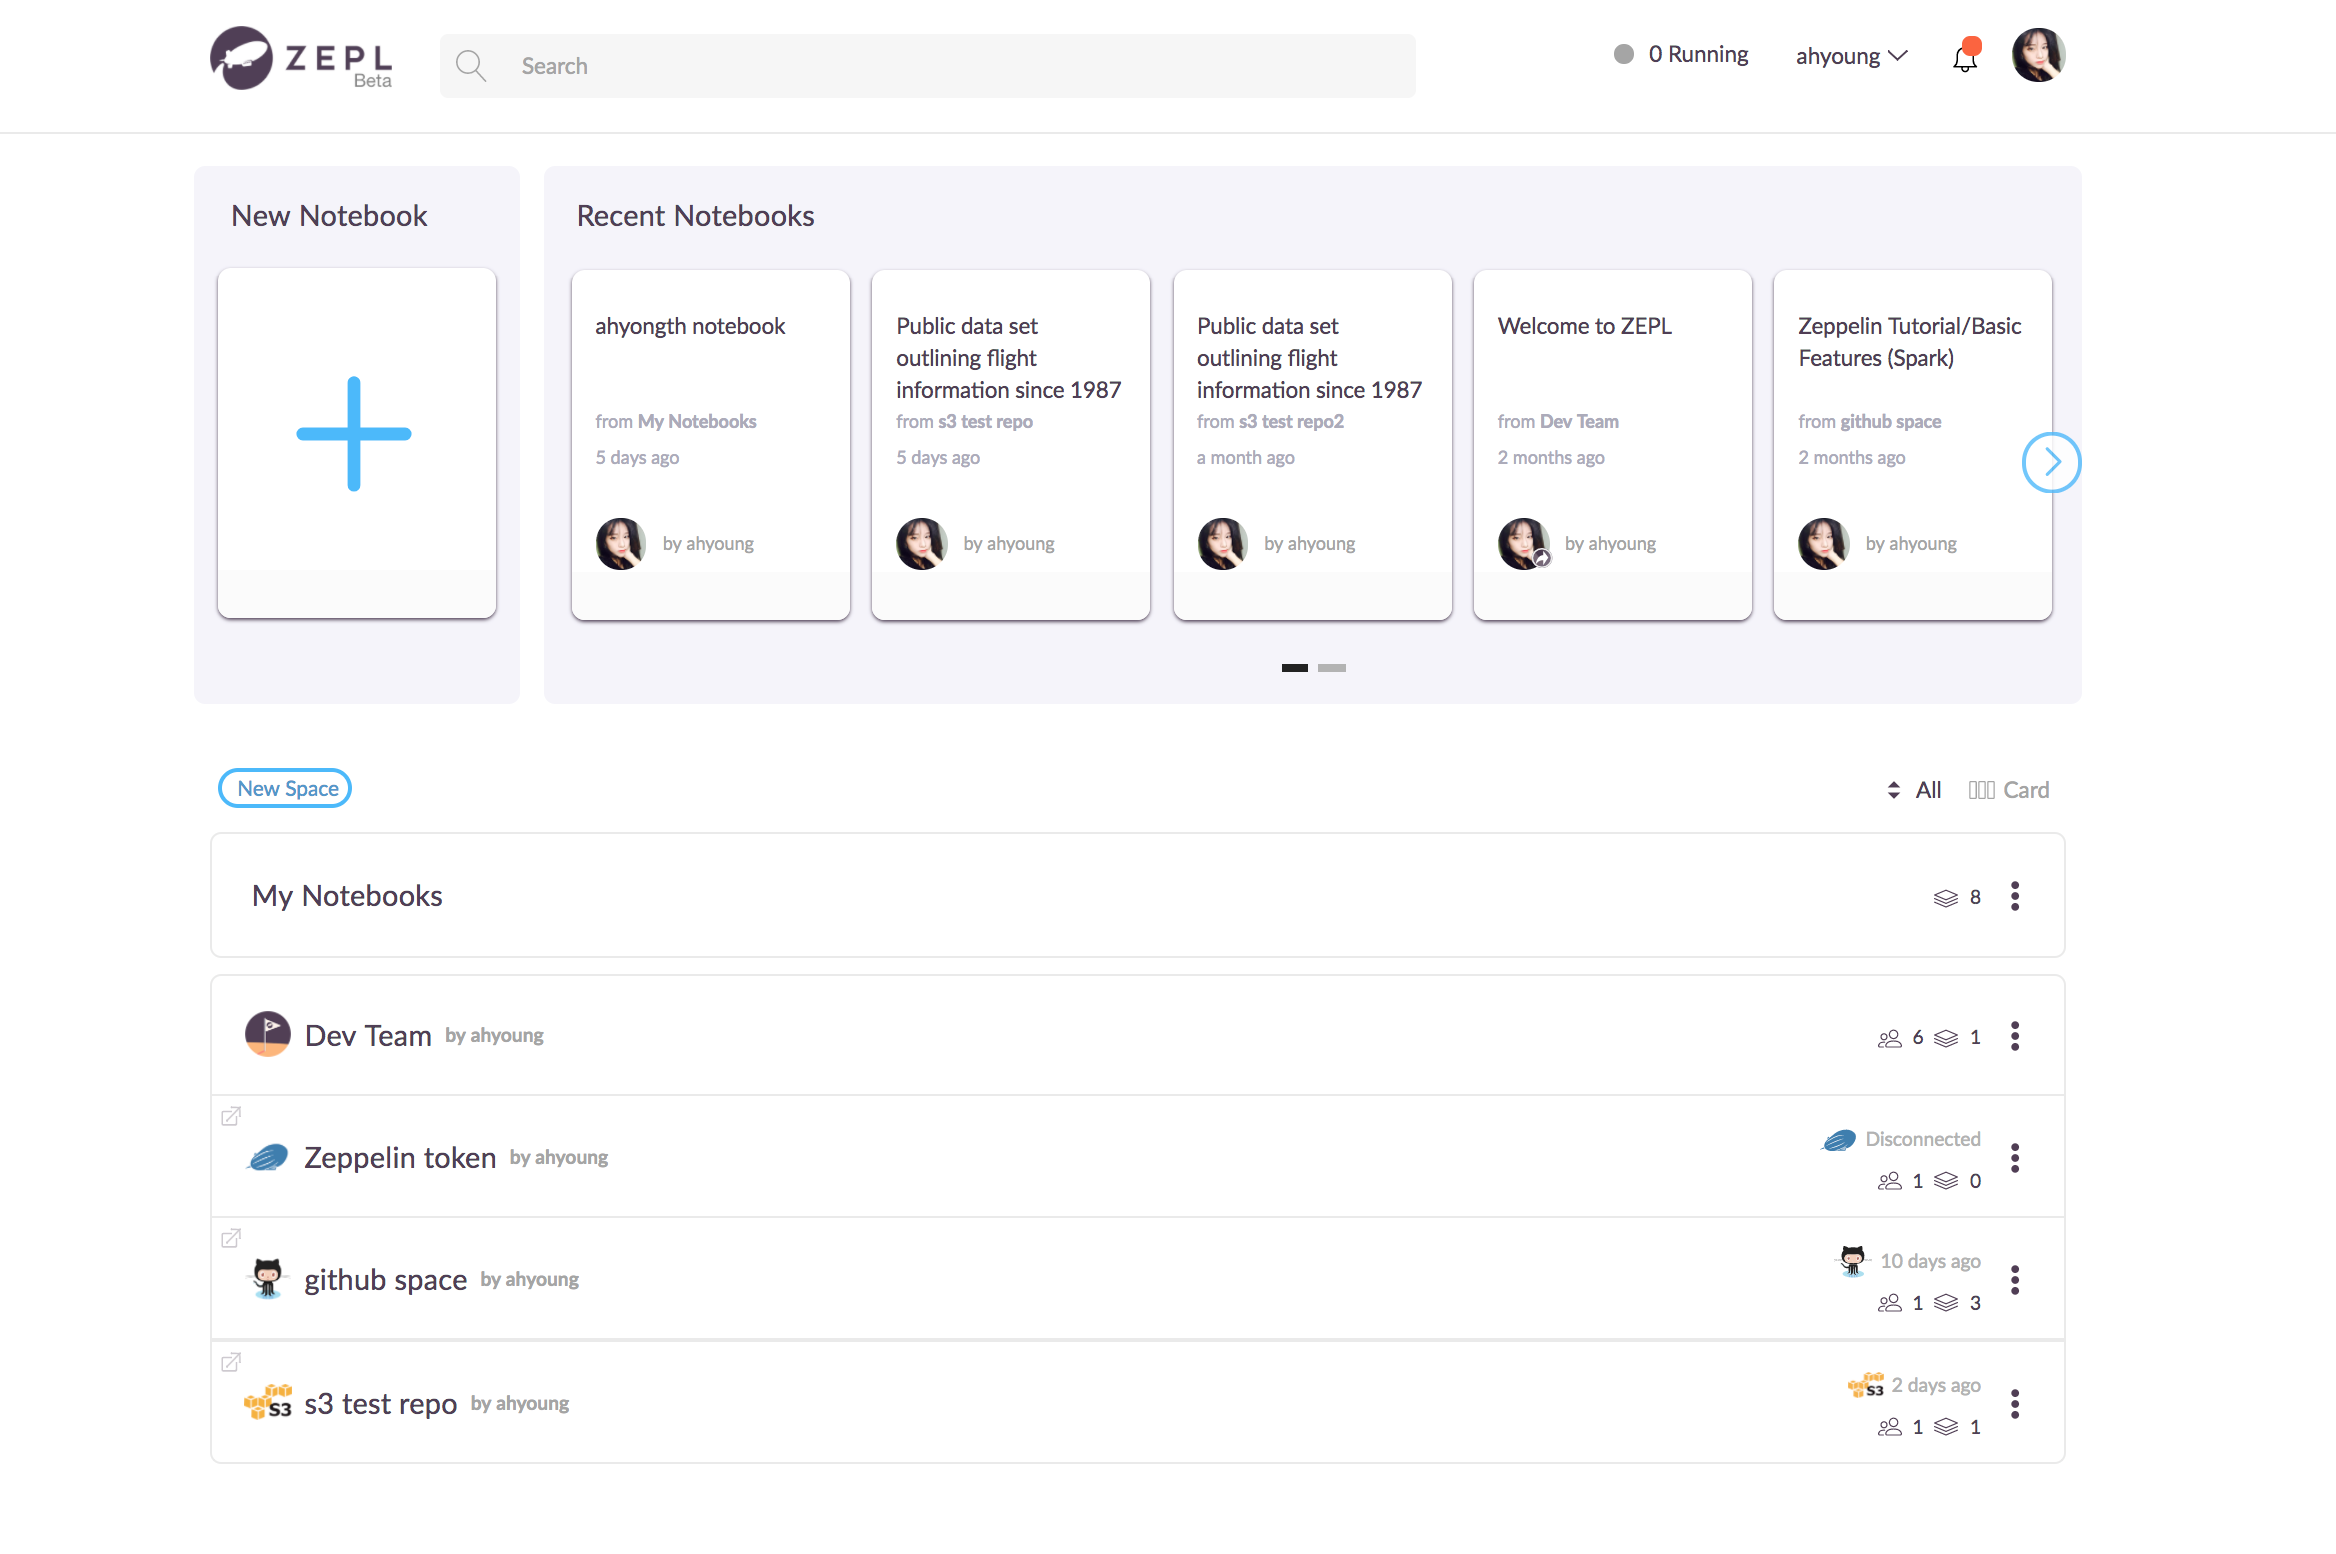 ZEPL
Beta
Search
0 Running
ahyoung
New Notebook
Recent Notebooks
ahyongth notebook
from My Notebooks
5 days ago
by ahyoung
Public data set
outlining flight
information since 1987
from s3 test repo
5 days ago
by ahyoung
Public data set
outlining flight
information since 1987
from s3 test repo2
a month ago
by ahyoung
Welcome to ZEPL
from Dev Team
2 months ago
by ahyoung
Zeppelin Tutorial/Basic
Features (Spark)
from github space
2 months ago
by ahyoung
New Space
All
Card
My Notebooks
8
Dev Team by ahyoung
6 1
Zeppelin token by ahyoung
Disconnected
1 0
github space by ahyoung
10 days ago
1 3
S3 s3 test repo by ahyoung
S3 2 days ago
1 1